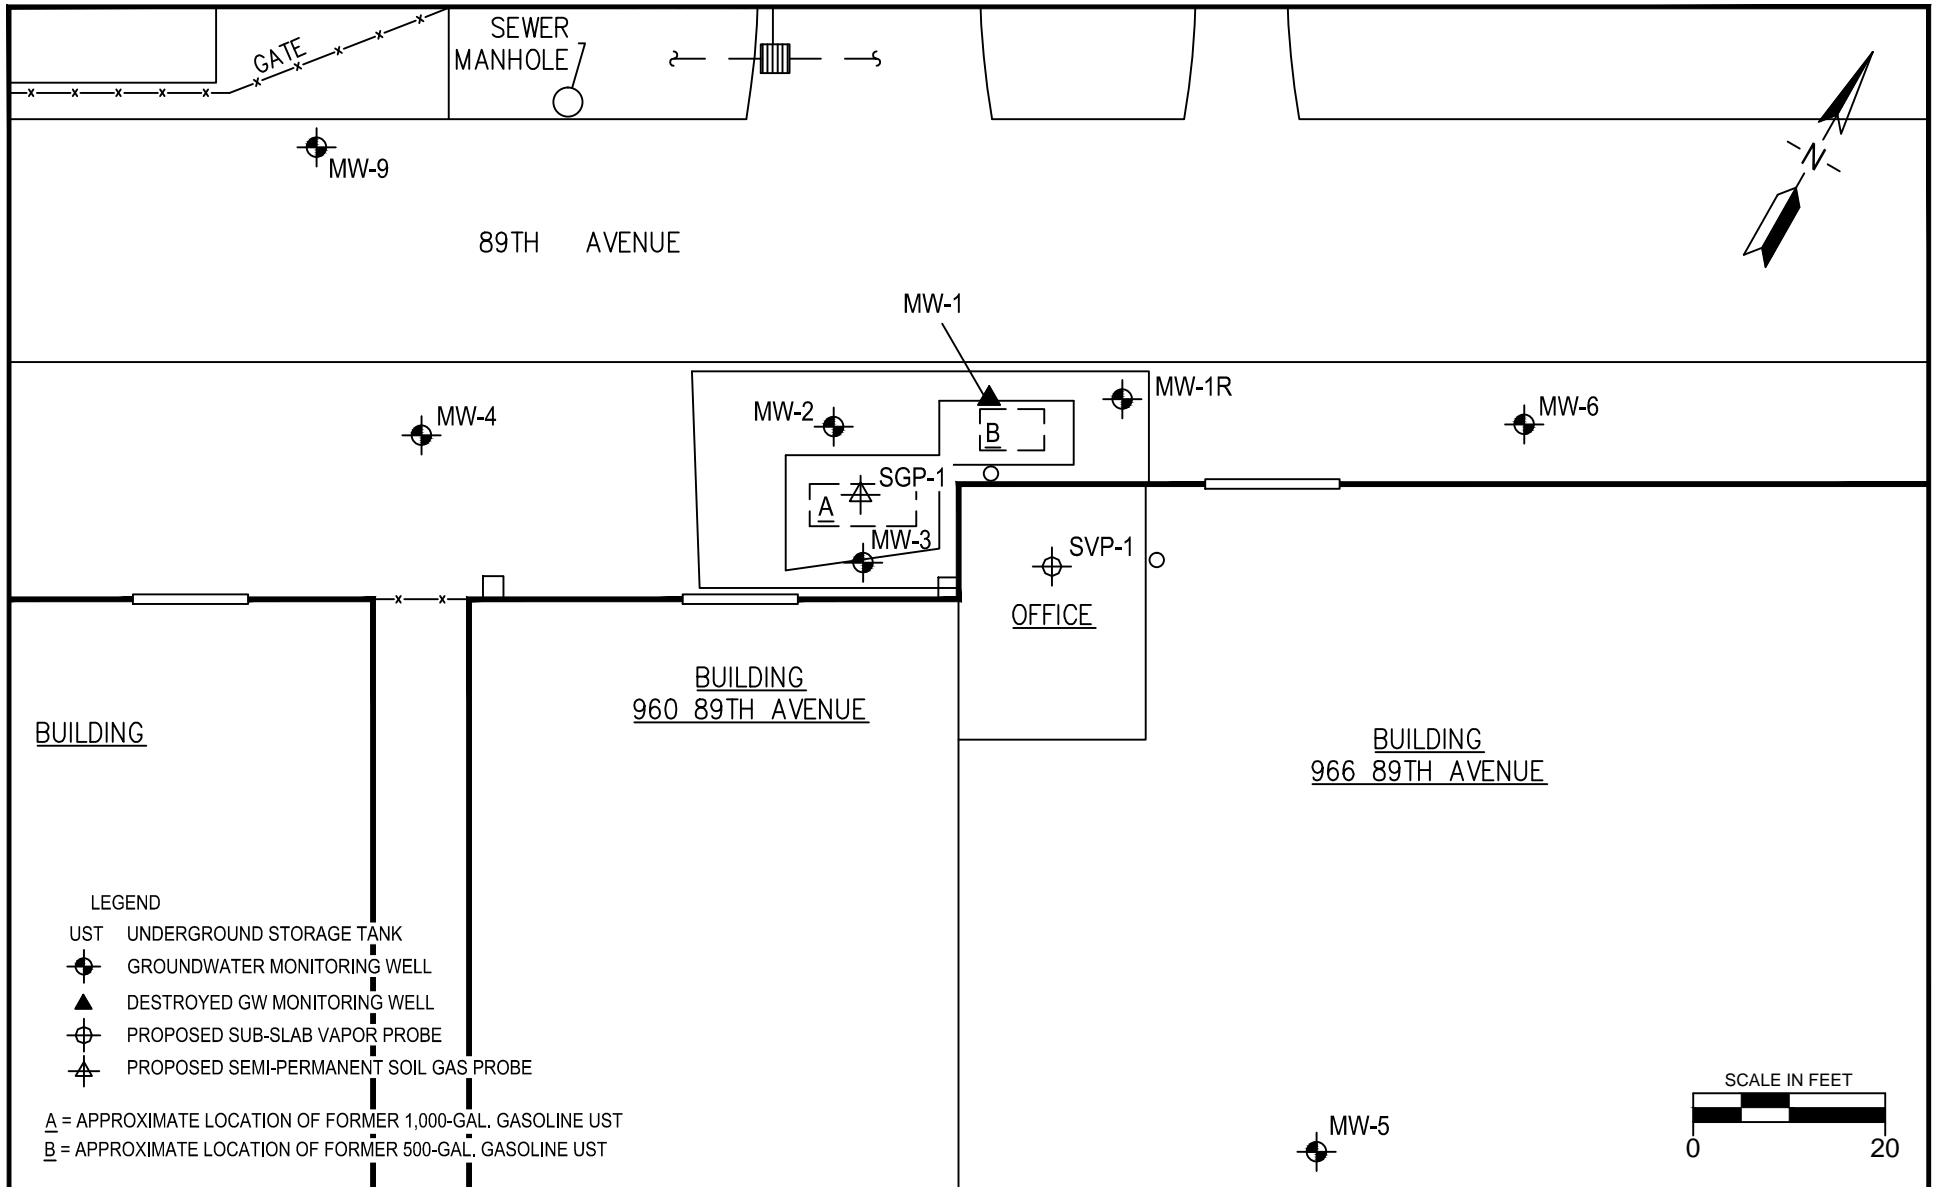 SEWER
MANHOLE
GATE
MW-9
N
89TH AVENUE
MW-1
MW-1R
MW-2
MW-4
MW-6
B
SGP-1
A
MW-3
SVP-1
OFFICE
BUILDING
960 89TH AVENUE
BUILDING
BUILDING
966 89TH AVENUE
LEGEND
UST UNDERGROUND STORAGE TANK
GROUNDWATER MONITORING WELL
DESTROYED GW MONITORING WELL
PROPOSED SUB-SLAB VAPOR PROBE
PROPOSED SEMI-PERMANENT SOIL GAS PROBE
A = APPROXIMATE LOCATION OF FORMER 1,000-GAL. GASOLINE UST
B = APPROXIMATE LOCATION OF FORMER 500-GAL. GASOLINE UST
MW-5
SCALE IN FEET
0 20